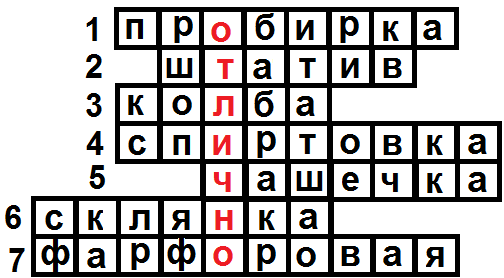 1 пробирка
2 штатив
3 колба
4 спиртовка
5 чашечка
6 склянка
7 фарфоровая